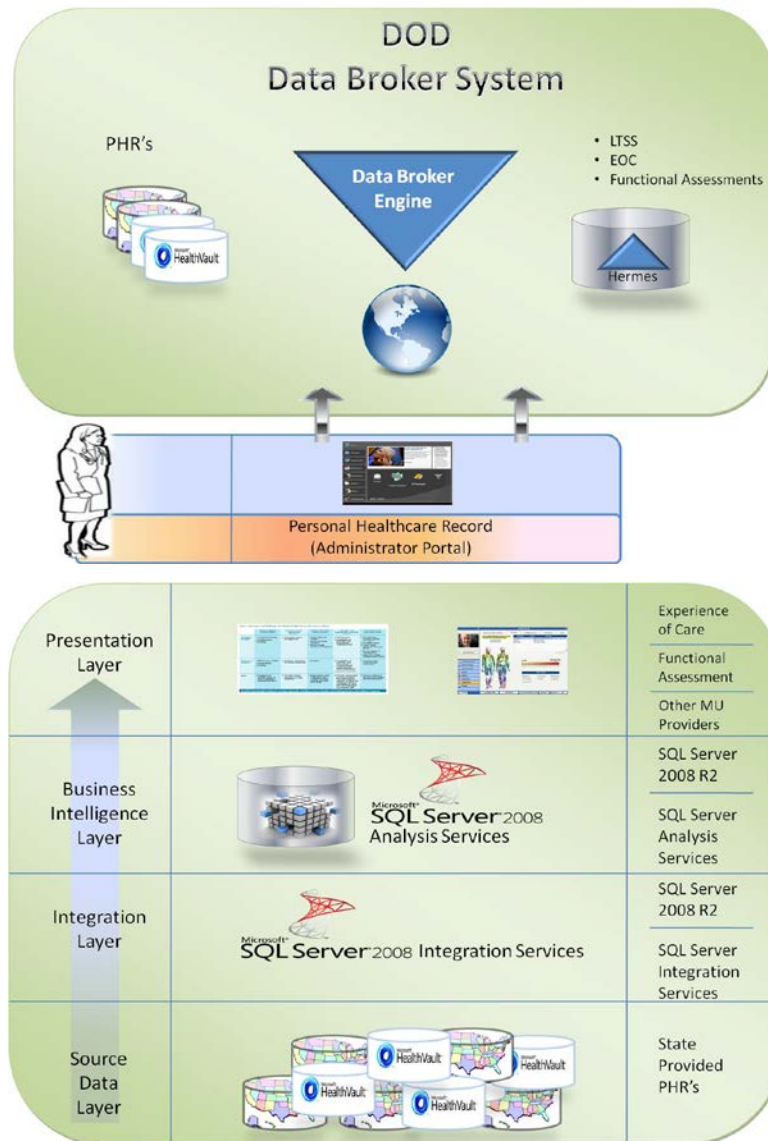 DOD
Data Broker System
PHR's
Microsoft
HealthVault
Data Broker
Engine
• LTSS
• EOC
• Functional Assessments
Hermes
Personal Healthcare Record
(Administrator Portal)
Presentation
Layer
Experience
of Care
Functional
Assessment
Other MU
Providers
Business
Intelligence
Layer
Microsoft
SQL Server 2008
Analysis Services
SQL Server
2008 R2
SQL Server
Analysis
Services
Integration
Layer
Microsoft
SQL Server 2008 Integration Services
SQL Server
2008 R2
SQL Server
Integration
Services
Source
Data
Layer
HealthVault
HealthVault
HealthVault
HealthVault
State
Provided
PHR's